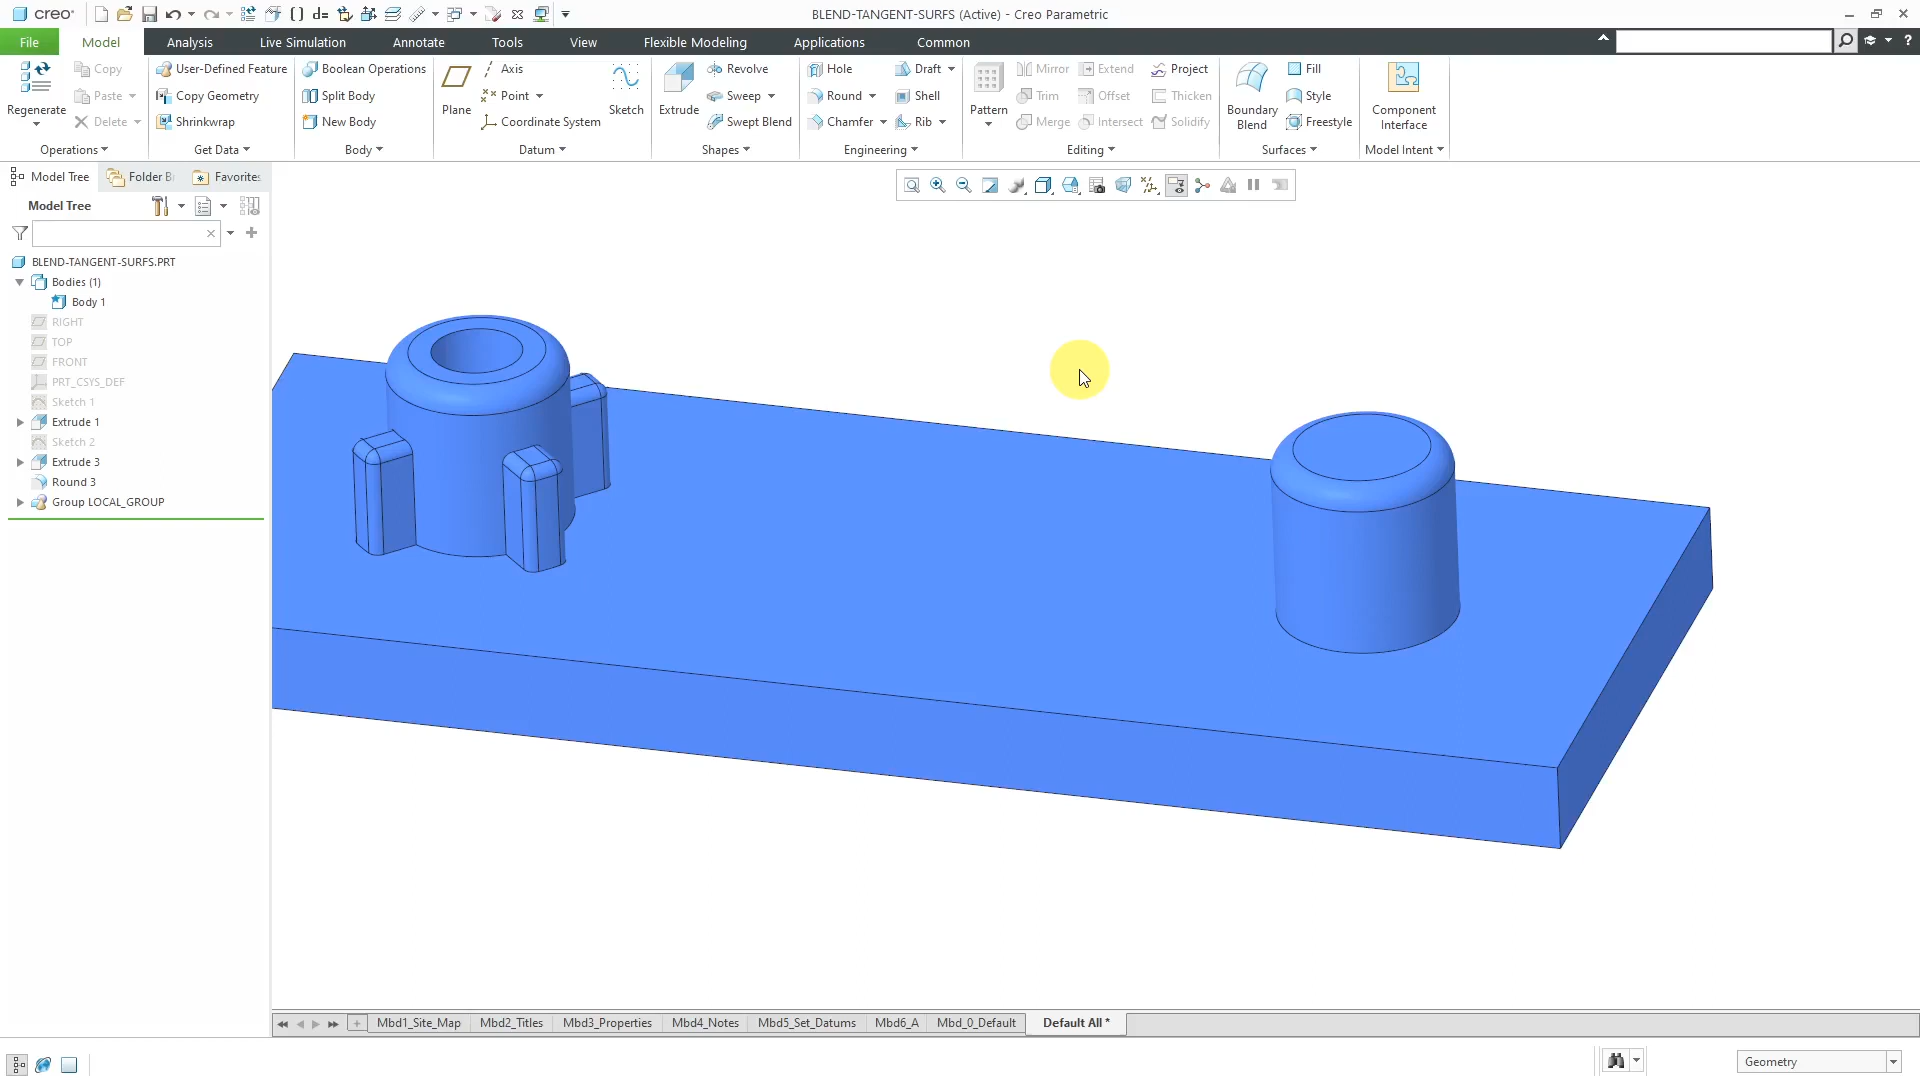 creo°
BLEND-TANGENT-SURFS (Active) - Creo Parametric
File
Model
Analysis
Live Simulation
Annotate
Tools
View
Flexible Modeling
Applications
Common
Regenerate
Copy
Paste
Delete
Operations
User-Defined Feature
Copy Geometry
Shrinkwrap
Get Data
Boolean Operations
Split Body
New Body
Body
Plane
Axis
Point
Coordinate System
Sketch
Datum
Extrude
Revolve
Sweep
Swept Blend
Shapes
Hole
Round
Chamfer
Draft
Shell
Rib
Engineering
Pattern
Mirror
Trim
Merge
Extend
Offset
Intersect
Project
Thicken
Solidify
Editing
Boundary
Blend
Fill
Style
Freestyle
Surfaces
Component
Interface
Model Intent
Model Tree
Folder B
Favorites
Model Tree
BLEND-TANGENT-SURFS.PRT
Bodies (1)
Body 1
RIGHT
TOP
FRONT
PRT_CSYS_DEF
Sketch 1
Extrude 1
Sketch 2
Extrude 3
Round 3
Group LOCAL_GROUP
Mbd1_Site_Map
Mbd2_Titles
Mbd3_Properties
Mbd4_Notes
Mbd5_Set_Datums
Mbd6_A
Mbd_0_Default
Default All *
Geometry